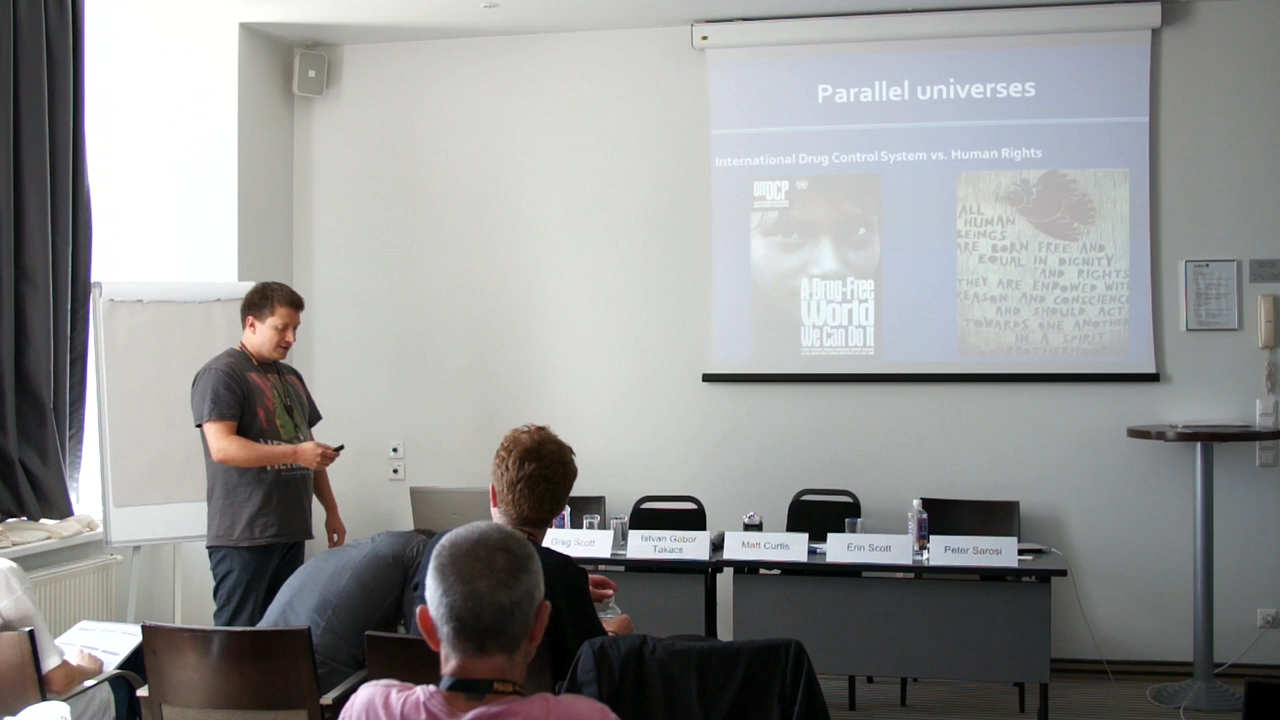 Parallel universes
International Drug Control System vs. Human Rights
unDCP
A Drug-Free
World
We Can Do It
ALL
HUMAN
BEINGS
ARE BORN FREE AND
EQUAL IN DIGNITY
AND RIGHTS
THEY ARE ENDOWED WITH
REASON AND CONSCIENCE
AND SHOULD ACT
TOWARDS ONE ANOTHER
IN A SPIRIT
BROTHERHOOD
Greg Scott
Istvan Gabor
Takacs
Matt Curtis
Erin Scott
Peter Sarosi